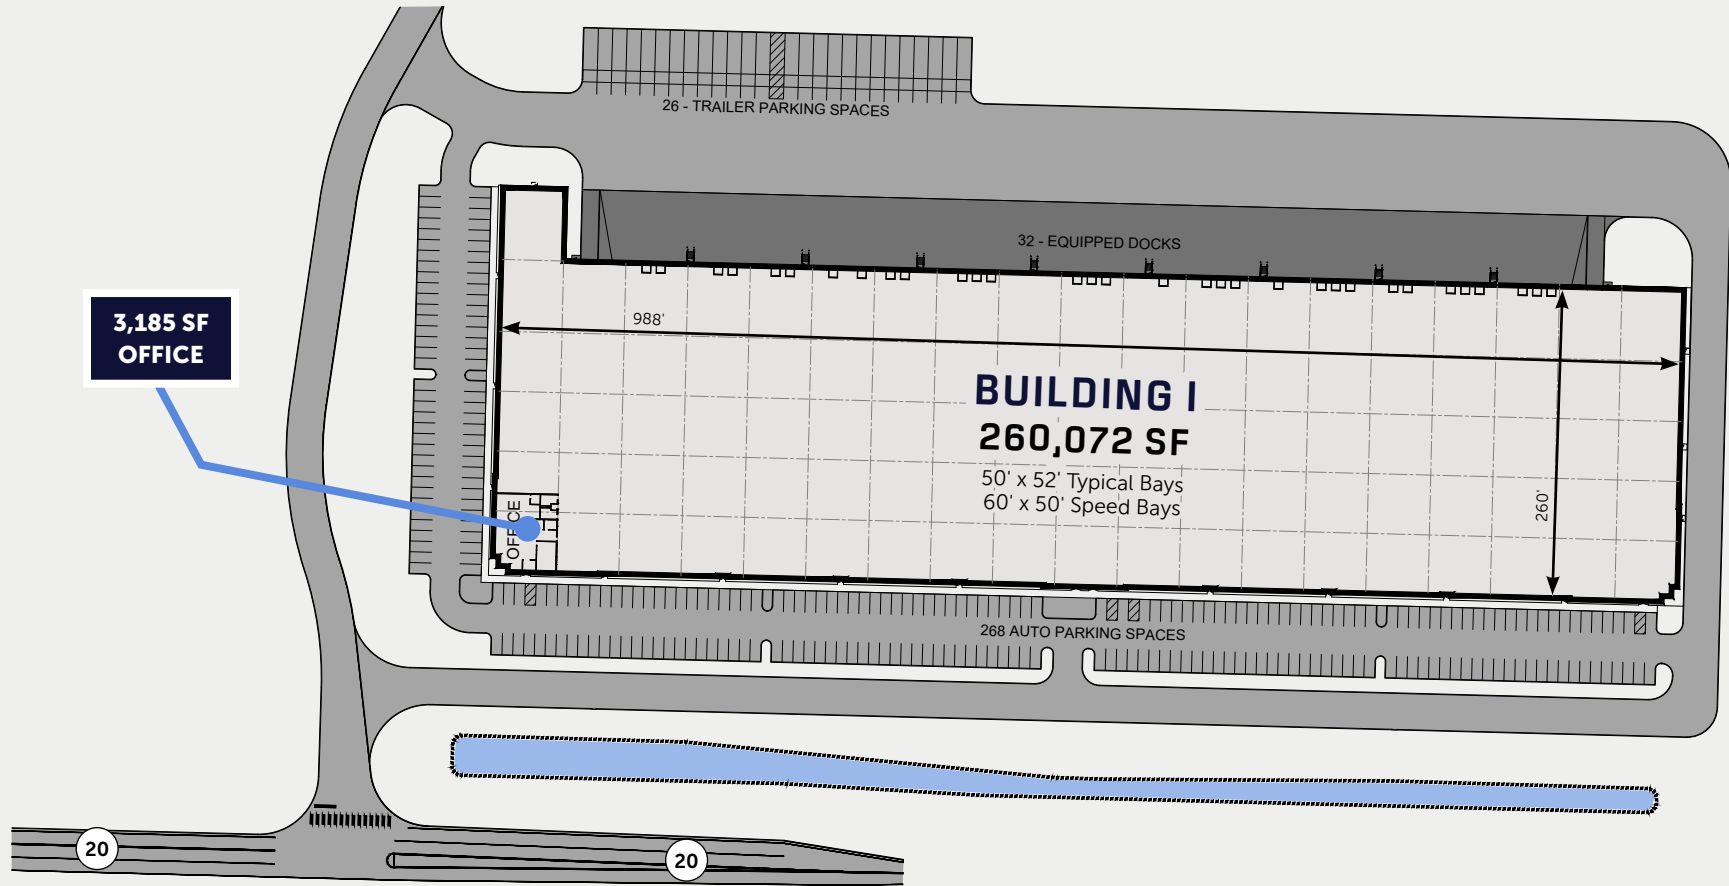 26 - TRAILER PARKING SPACES
32 - EQUIPPED DOCKS
3,185 SF
OFFICE
988'
BUILDING I
260,072 SF
50' x 52' Typical Bays
60' x 50' Speed Bays
260'
OFFICE
268 AUTO PARKING SPACES
20
20